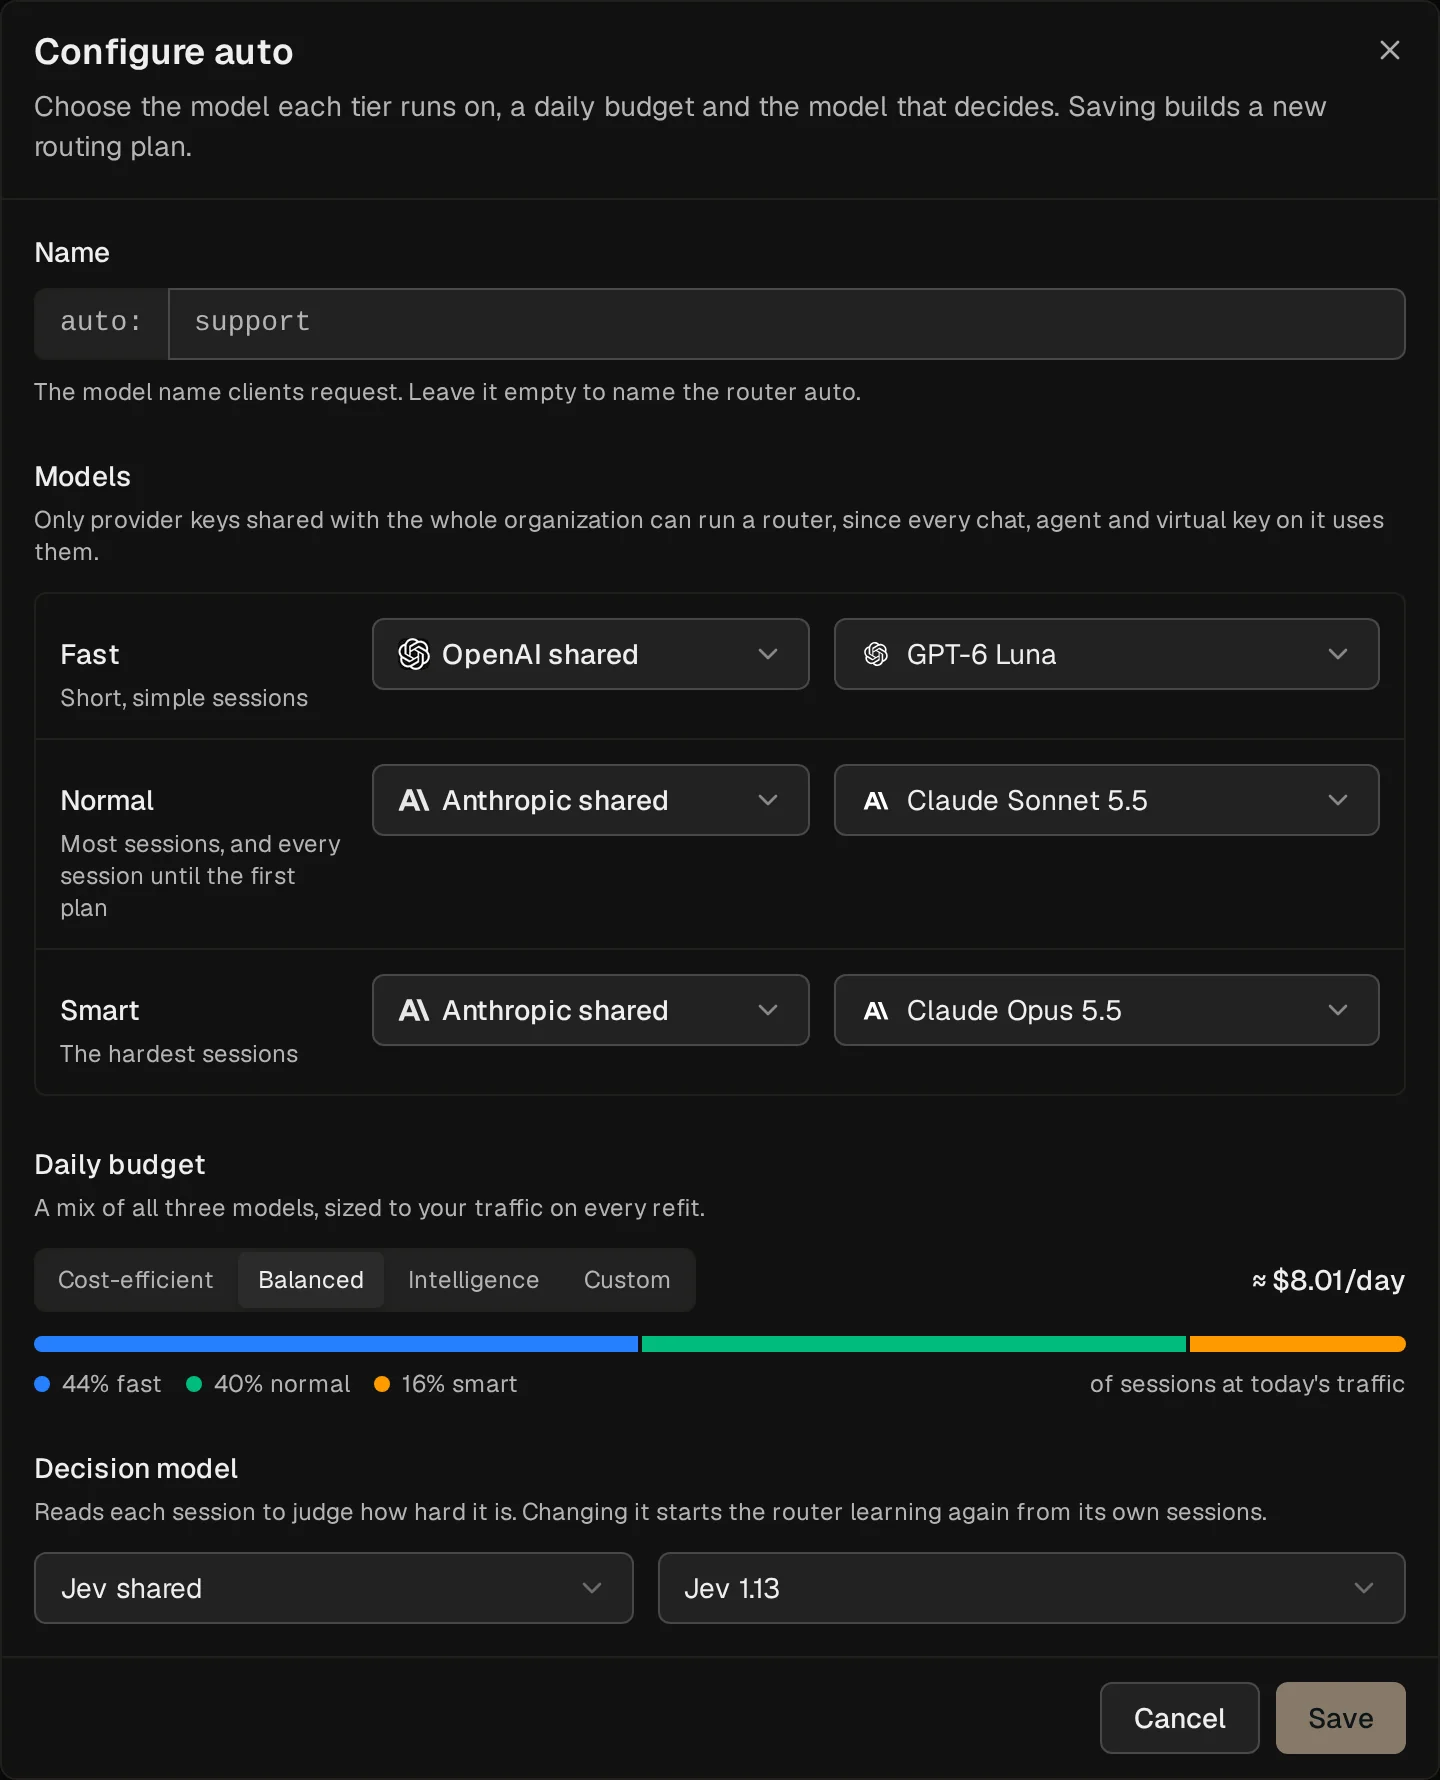 Configure auto
Choose the model each tier runs on, a daily budget and the model that decides. Saving builds a new
routing plan.
Name
auto: support
The model name clients request. Leave it empty to name the router auto.
Models
Only provider keys shared with the whole organization can run a router, since every chat, agent and virtual key on it uses
them.
Fast OpenAI shared GPT-6 Luna
Short, simple sessions
Normal Anthropic shared Claude Sonnet 5.5
Most sessions, and every
session until the first
plan
Smart Anthropic shared Claude Opus 5.5
The hardest sessions
Daily budget
A mix of all three models, sized to your traffic on every refit.
Cost-efficient Balanced Intelligence Custom ≈ $8.01/day
44% fast 40% normal 16% smart of sessions at today's traffic
Decision model
Reads each session to judge how hard it is. Changing it starts the router learning again from its own sessions.
Jev shared Jev 1.13
Cancel Save